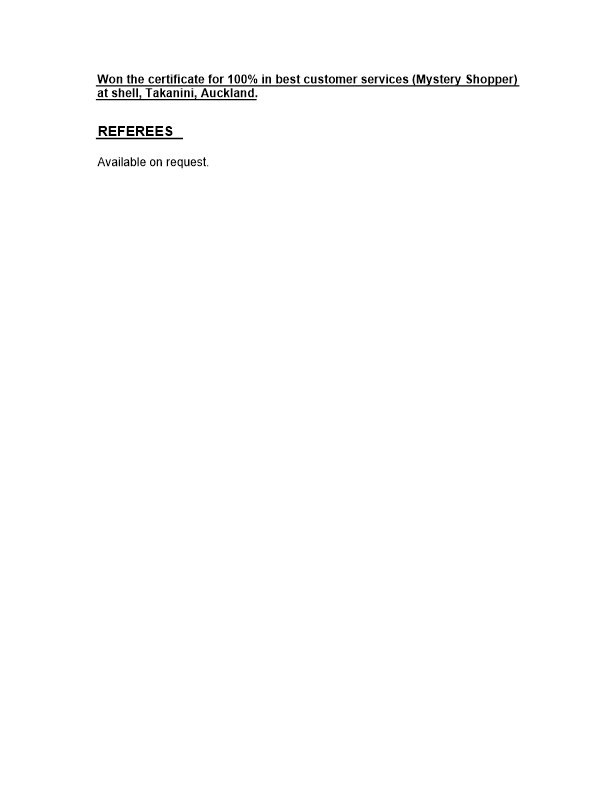 Won the certificate for 100% in best customer services (Mystery Shopper)
at shell, Takanini, Auckland.
REFEREES
Available on request.